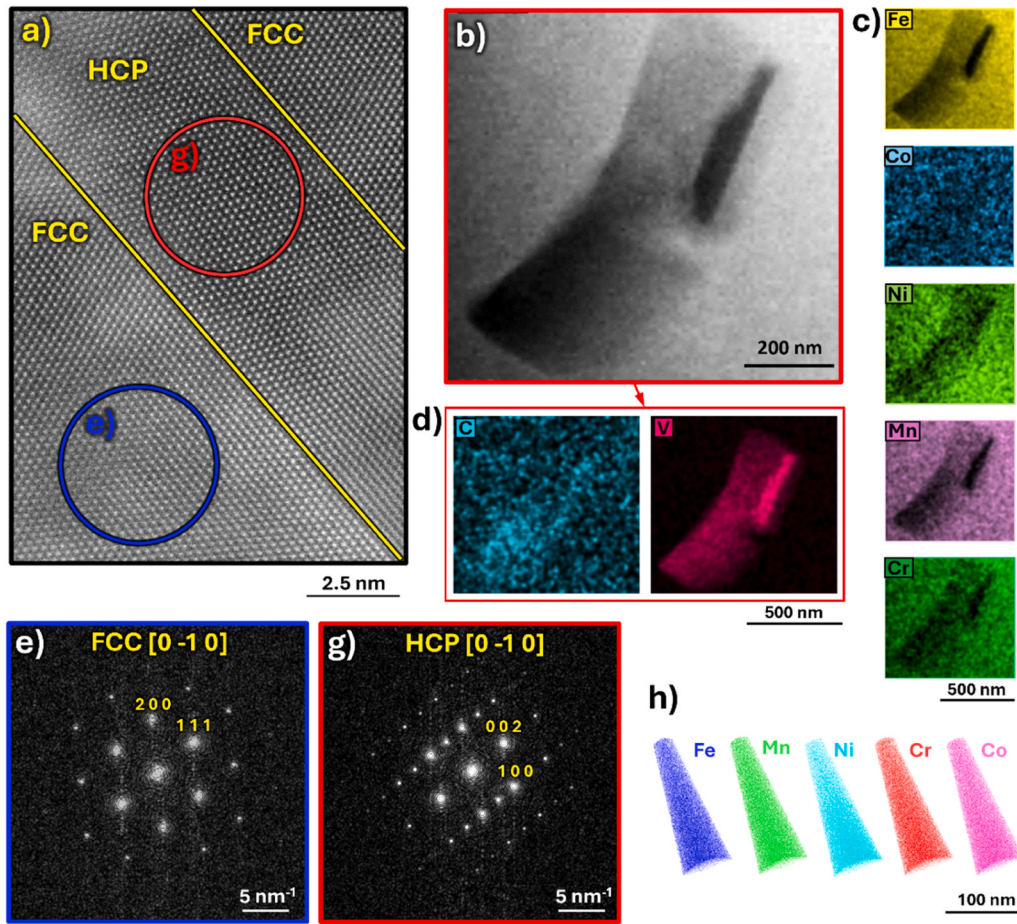 a)
FCC
HCP
g)
FCC
e)
2.5 nm
b)
200 nm
c)
Fe
Co
Ni
Mn
Cr
500 nm
d)
C
V
500 nm
e)
FCC [0 -1 0]
2 0 0
1 1 1
5 nm-1
g)
HCP [0 -1 0]
0 0 2
1 0 0
5 nm-1
h)
Fe
Mn
Ni
Cr
Co
100 nm